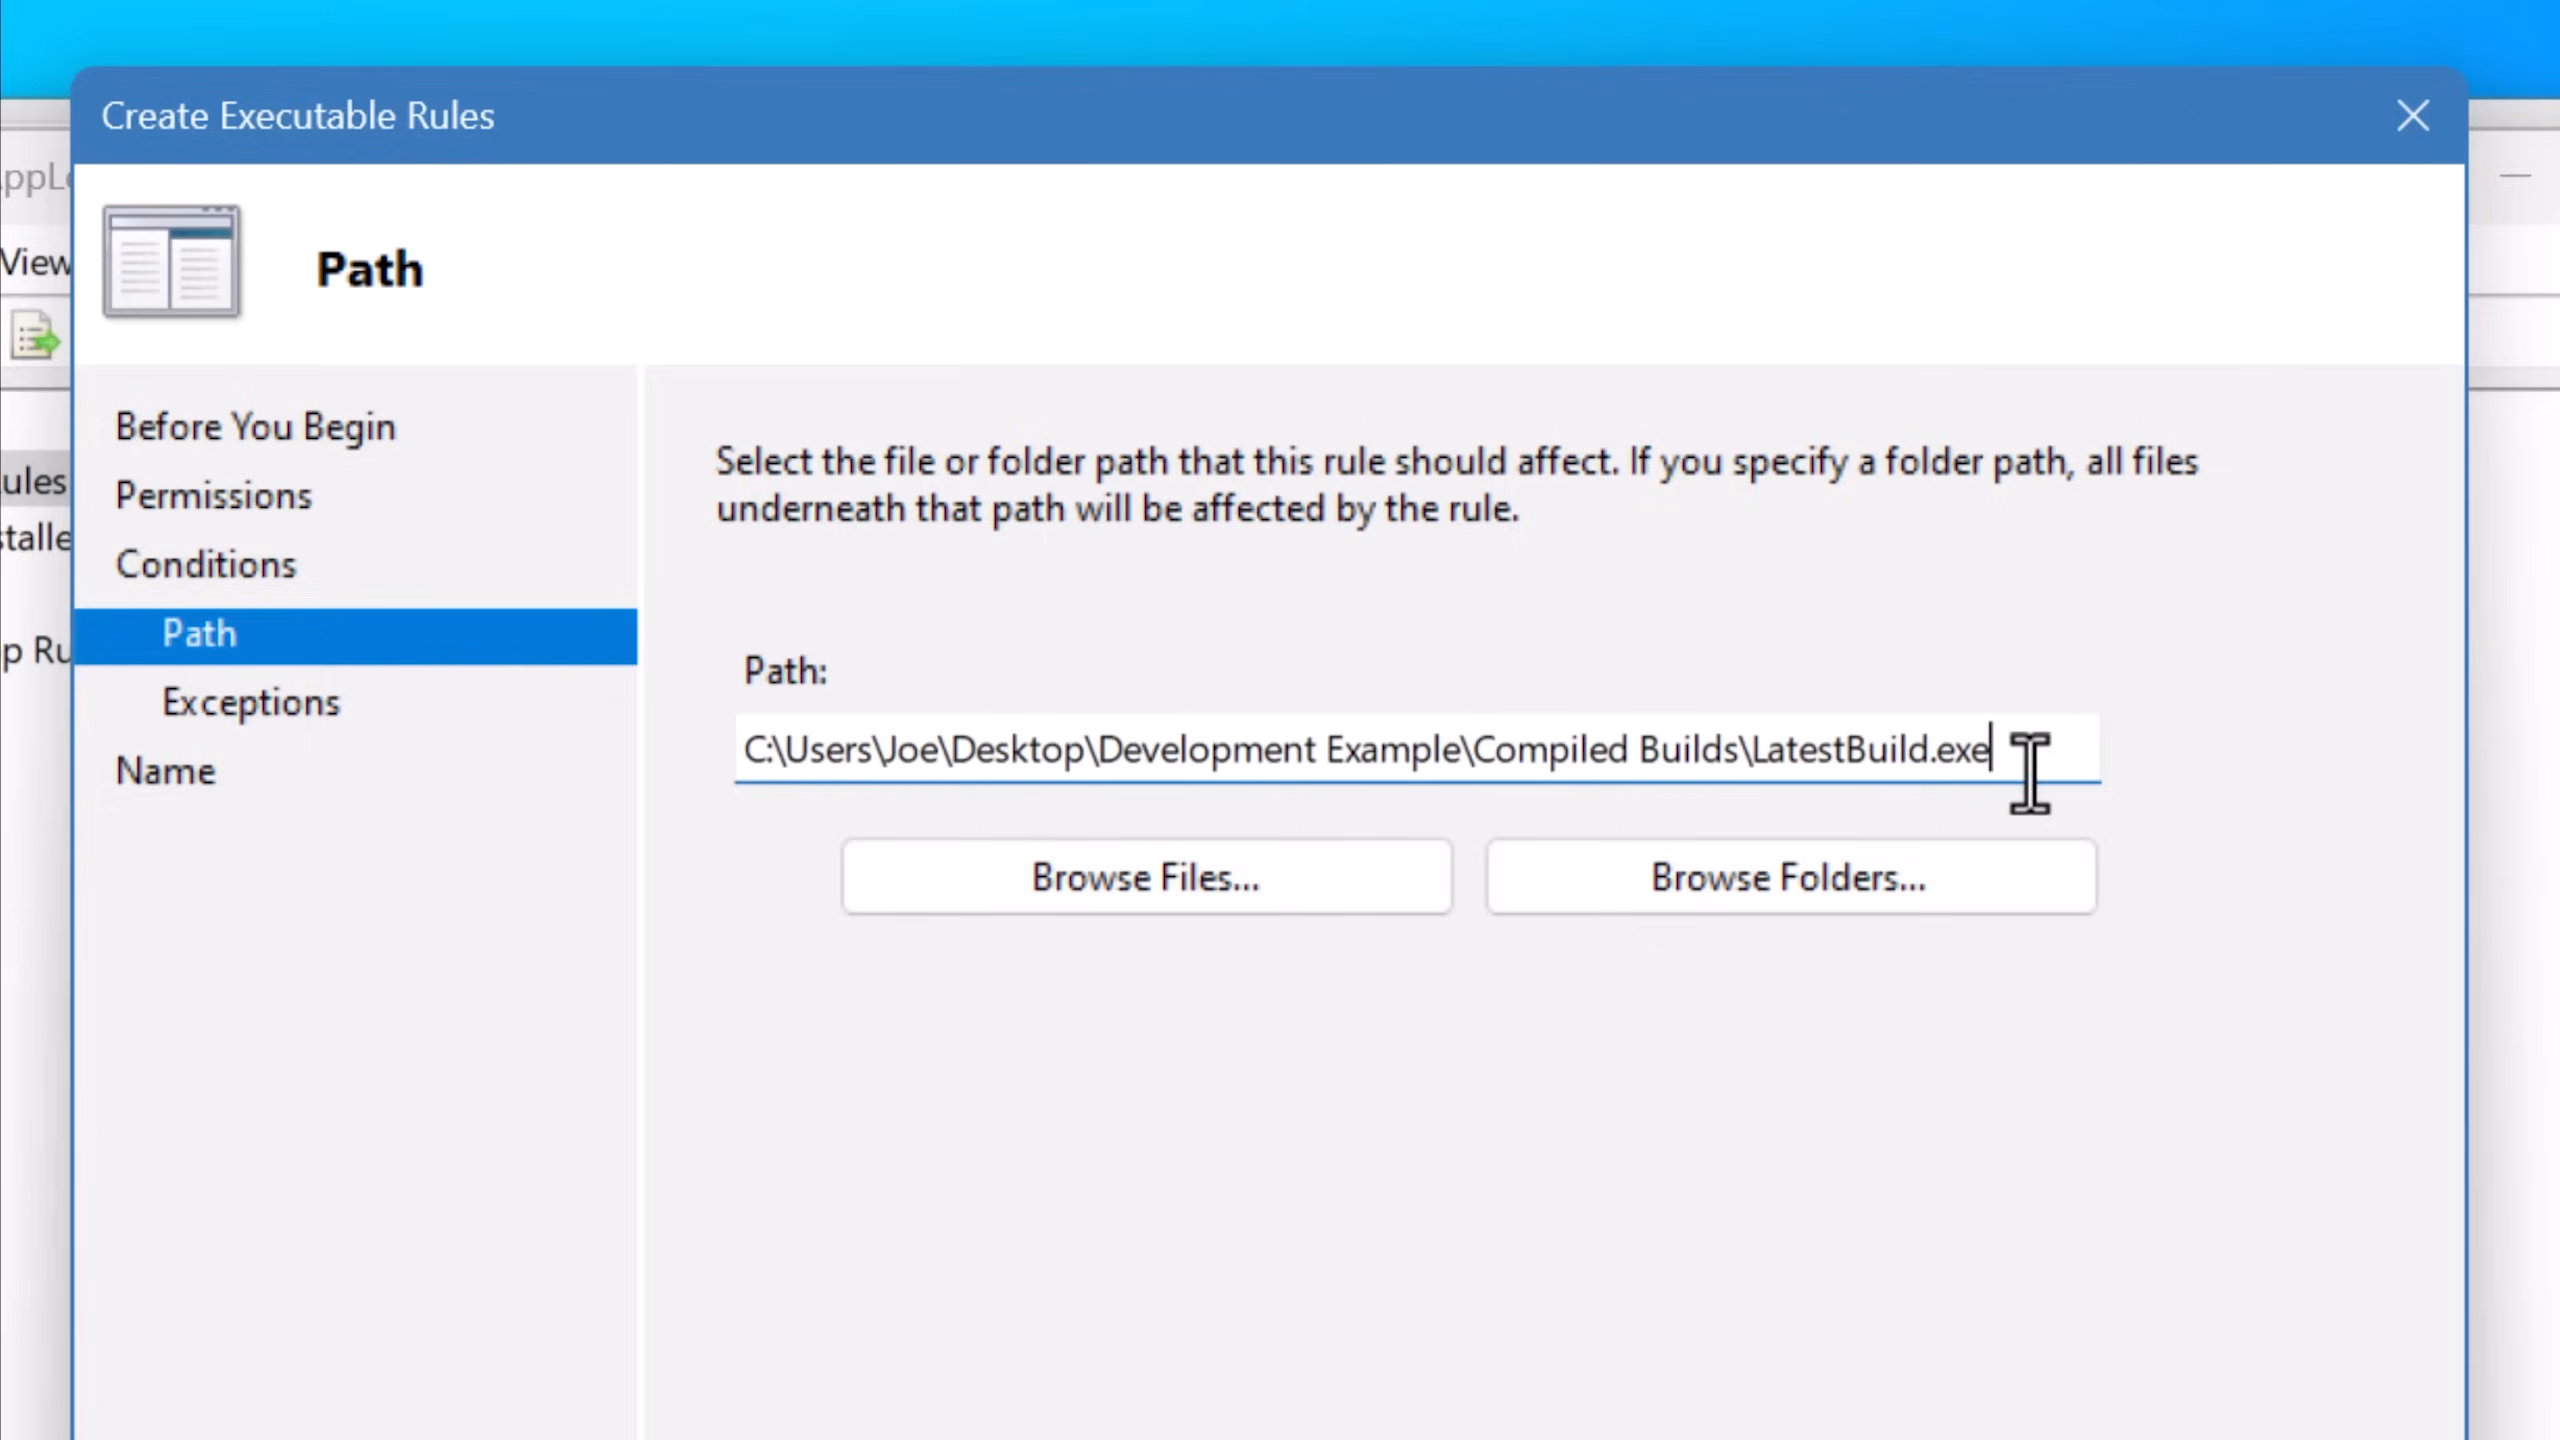 Create Executable Rules
Path
View
Before You Begin
Permissions
Conditions
Path
Exceptions
Name
Select the file or folder path that this rule should affect. If you specify a folder path, all files
underneath that path will be affected by the rule.
Path:
C:\Users\Joe\Desktop\Development Example\Compiled Builds\LatestBuild.exe
Browse Files...
Browse Folders...